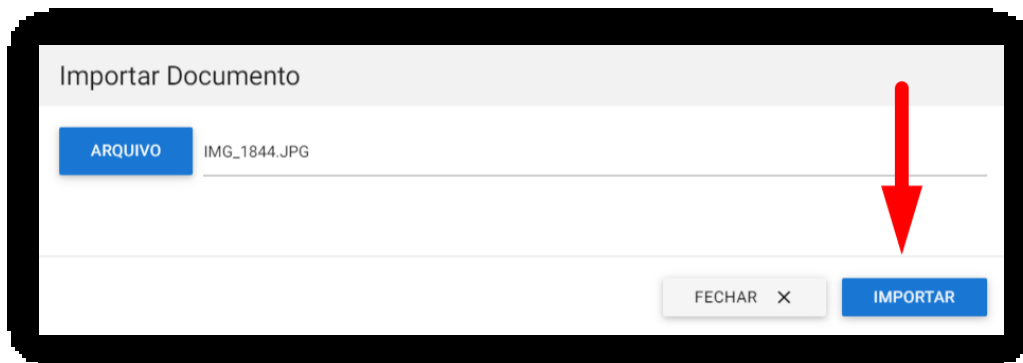 Importar Documento
ARQUIVO IMG_1844.JPG
FECHAR X IMPORTAR